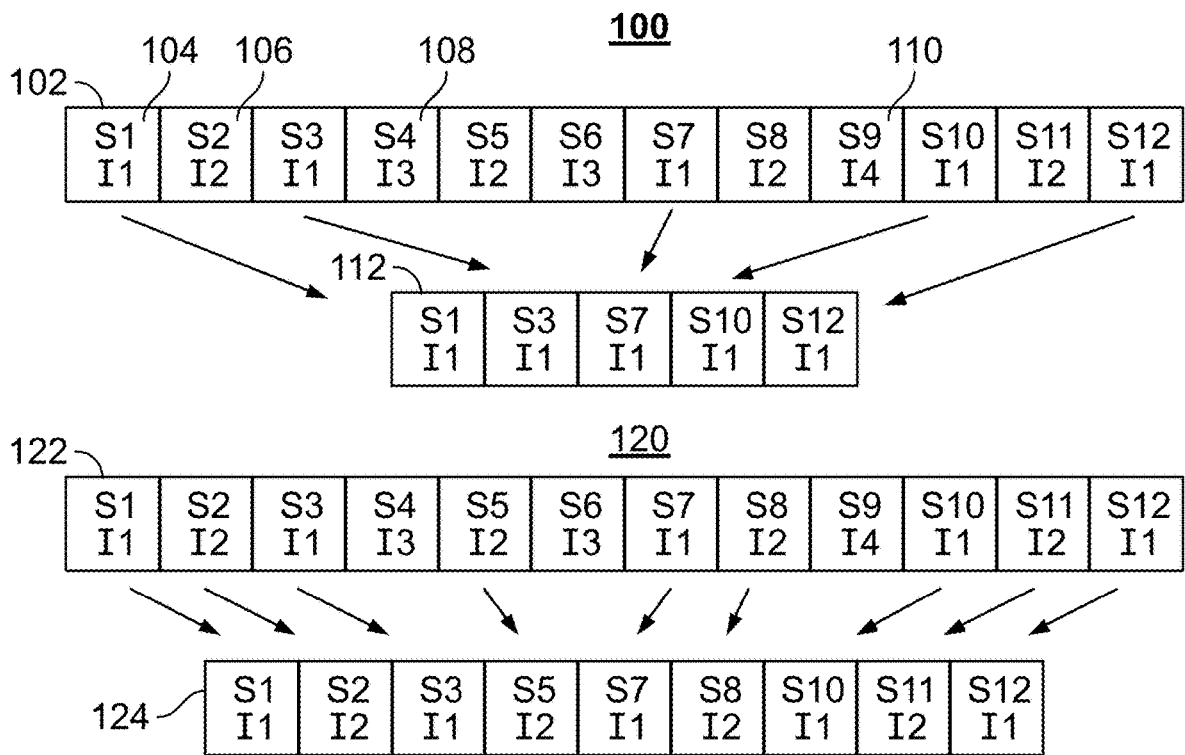 100
104 106 108 110
102
S1 S2 S3 S4 S5 S6 S7 S8 S9 S10 S11 S12
I1 I2 I1 I3 I2 I3 I1 I2 I4 I1 I2 I1
112
S1 S3 S7 S10 S12
I1 I1 I1 I1 I1
120
122
S1 S2 S3 S4 S5 S6 S7 S8 S9 S10 S11 S12
I1 I2 I1 I3 I2 I3 I1 I2 I4 I1 I2 I1
S1 S2 S3 S5 S7 S8 S10 S11 S12
124
I1 I2 I1 I2 I1 I2 I1 I2 I1